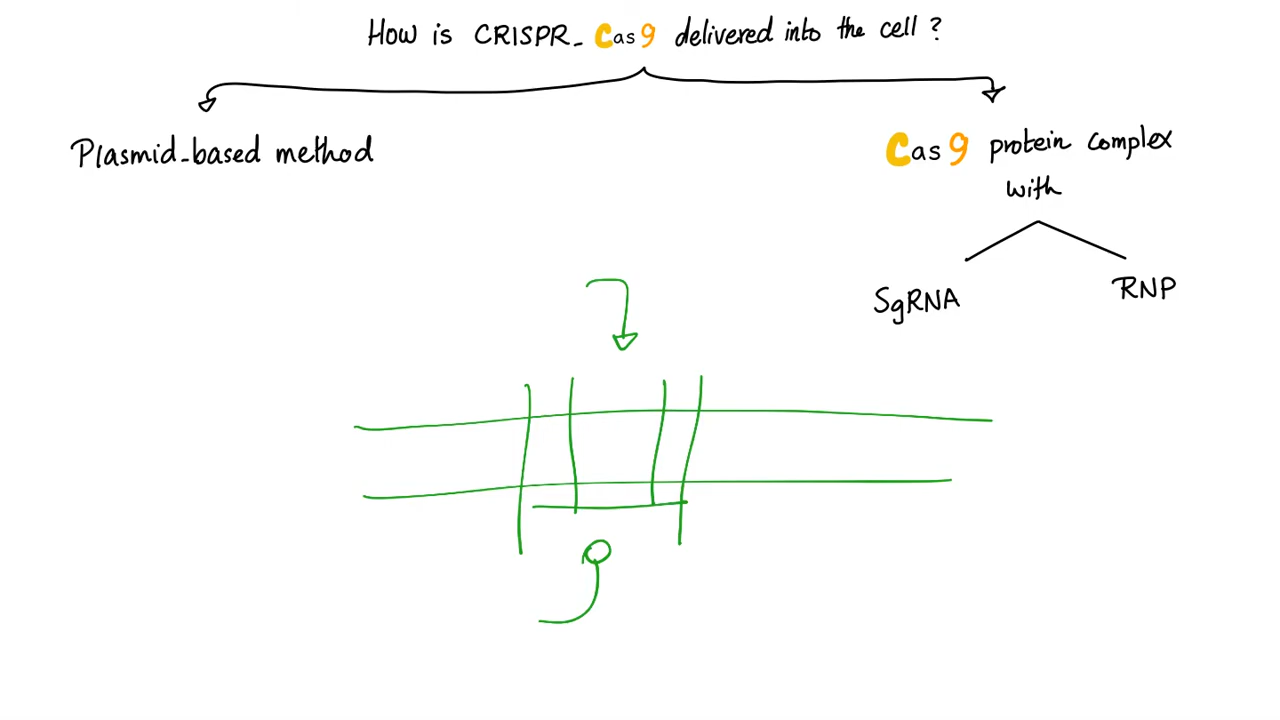 How is CRISPR- Cas9 delivered into the cell?
Plasmid-based method
Cas9 protein complex
with
SgRNA
RNP